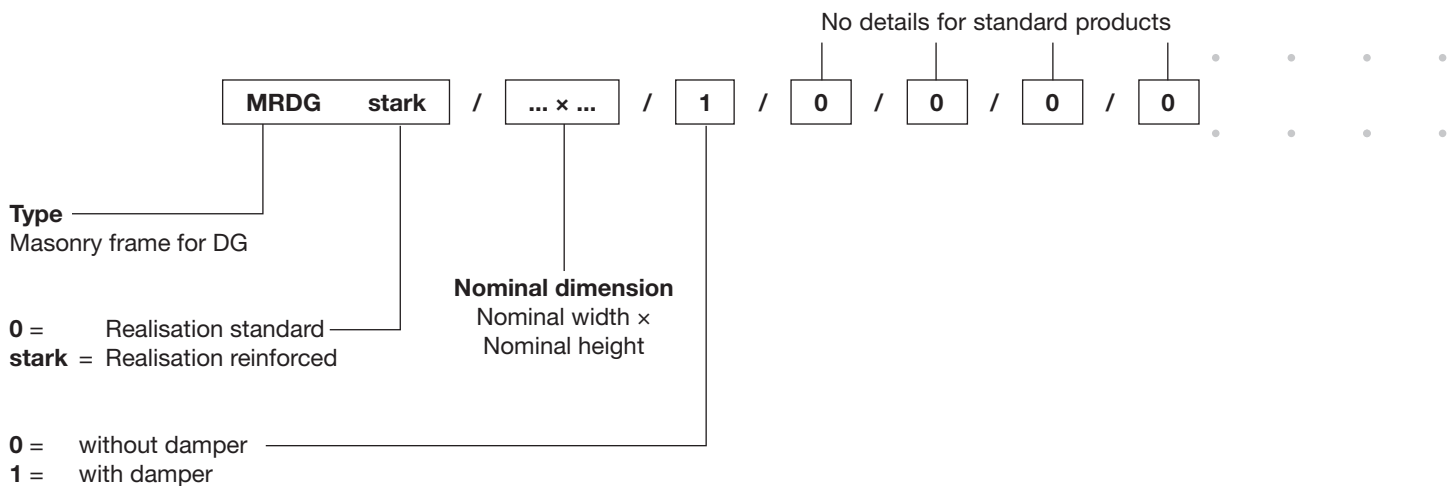 No details for standard products
MRDG stark / ... × ... / 1 / 0 / 0 / 0 / 0
Type
Masonry frame for DG
Nominal dimension
Nominal width ×
Nominal height
0 = Realisation standard
stark = Realisation reinforced
0 = without damper
1 = with damper